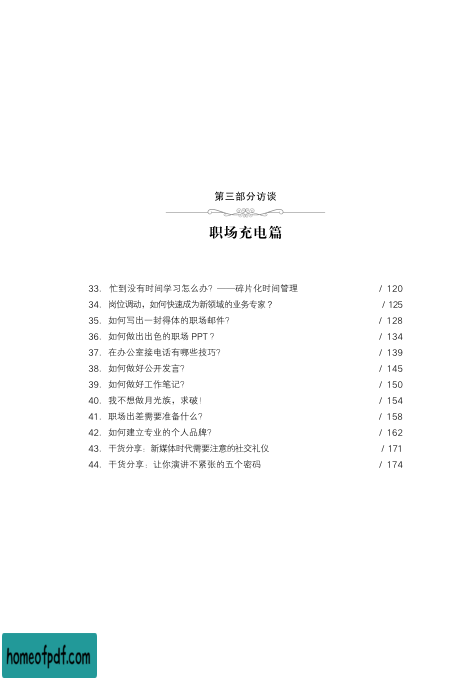 第三部分访谈
职场充电篇
33. 忙到没有时间学习怎么办？——碎片化时间管理 / 120
34. 岗位调动，如何快速成为新领域的业务专家？ / 125
35. 如何写出一封得体的职场邮件？ / 128
36. 如何做出出色的职场 PPT？ / 134
37. 在办公室接电话有哪些技巧？ / 139
38. 如何做好公开发言？ / 145
39. 如何做好工作笔记？ / 150
40. 我不想做月光族，求破！ / 154
41. 职场出差需要准备什么？ / 158
42. 如何建立专业的个人品牌？ / 162
43. 干货分享：新媒体时代需要注意的社交礼仪 / 171
44. 干货分享：让你演讲不紧张的五个密码 / 174
homeofpdf.com